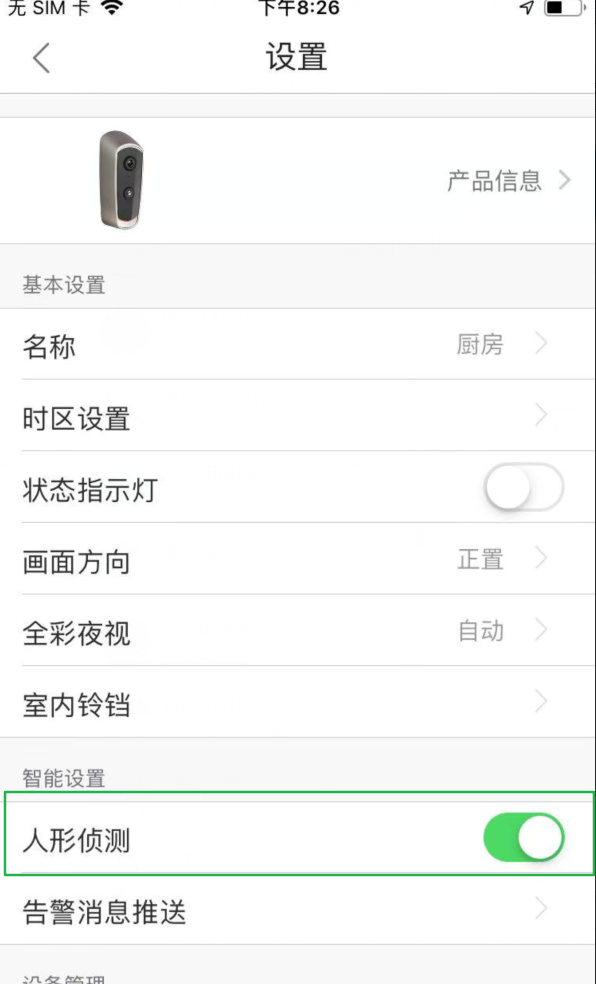 无 SIM 卡 下午8:26
设置
产品信息
基本设置
名称 厨房
时区设置
状态指示灯
画面方向 正置
全彩夜视 自动
室内铃铛
智能设置
人形侦测
告警消息推送
设备管理